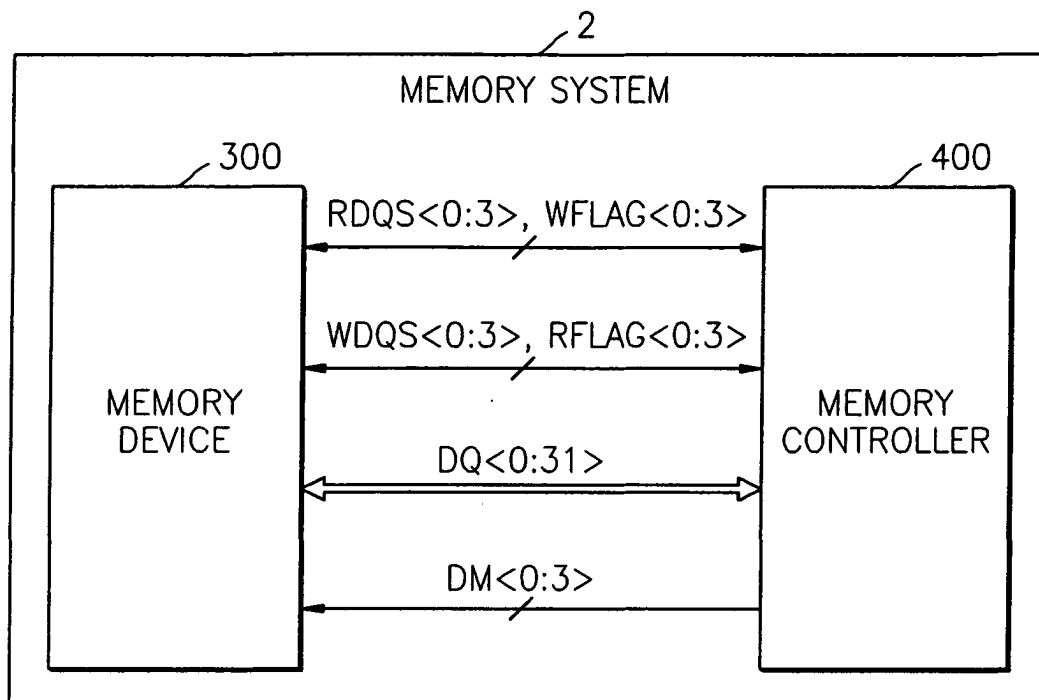 2
MEMORY SYSTEM
300
400
RDQS<0:3>, WFLAG<0:3>
WDQS<0:3>, RFLAG<0:3>
MEMORY
DEVICE
MEMORY
CONTROLLER
DQ<0:31>
DM<0:3>